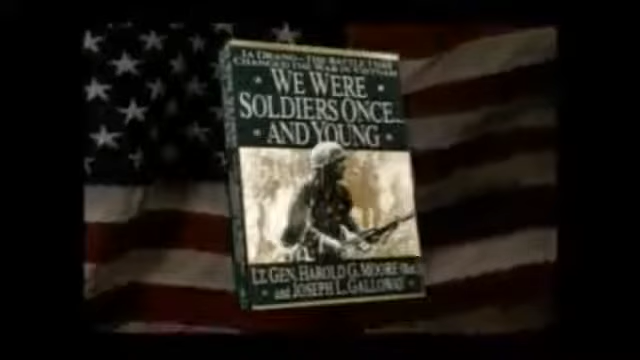 IA DRANG—THE BATTLE THAT
CHANGED THE WAR IN VIETNAM
WE WERE
SOLDIERS ONCE...
AND YOUNG
LT. GEN. HAROLD G. MOORE (Ret.)
and JOSEPH L. GALLOWAY